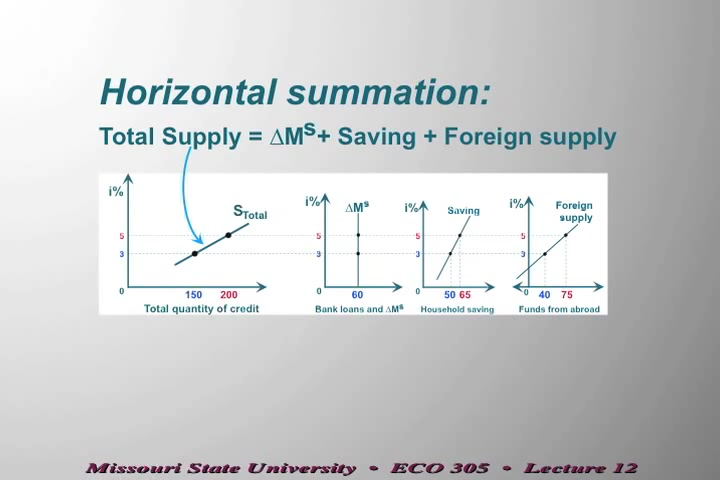 Horizontal summation:
Total Supply = ∆Mˢ + Saving + Foreign supply
i%
S Total
5
3
0
150 200
Total quantity of credit
i%
∆Mˢ
5
3
0
60
Bank loans and ∆Mˢ
i%
Saving
5
3
0
50 65
Household saving
i%
Foreign
supply
5
3
0
40 75
Funds from abroad
Missouri State University • ECO 305 • Lecture 12